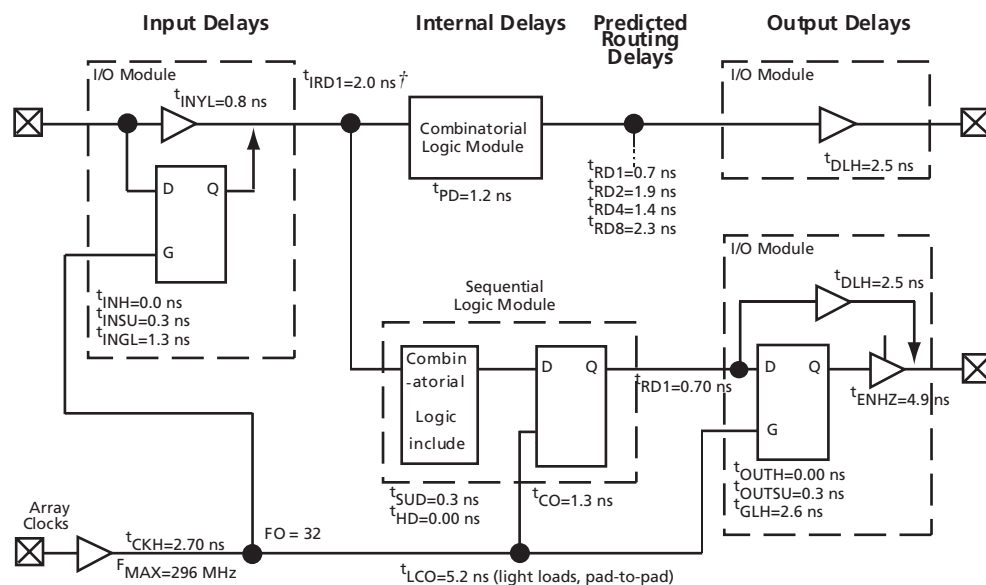 Input Delays
Internal Delays
Predicted
Routing
Delays
Output Delays
I/O Module
tINYL=0.8 ns
tIRD1=2.0 ns†
Combinatorial
Logic Module
tPD=1.2 ns
tRD1=0.7 ns
tRD2=1.9 ns
tRD4=1.4 ns
tRD8=2.3 ns
I/O Module
tDLH=2.5 ns
D Q
G
tINH=0.0 ns
tINSU=0.3 ns
tINGL=1.3 ns
Sequential
Logic Module
Combin
-atorial
Logic
include
D Q
tSUD=0.3 ns
tHD=0.00 ns
tCO=1.3 ns
tRD1=0.70 ns
I/O Module
tDLH=2.5 ns
D Q
G
tENHZ=4.9 ns
tOUTH=0.00 ns
tOUTSU=0.3 ns
tGLH=2.6 ns
Array
Clocks
tCKH=2.70 ns
FMAX=296 MHz
FO = 32
tLCO=5.2 ns (light loads, pad-to-pad)